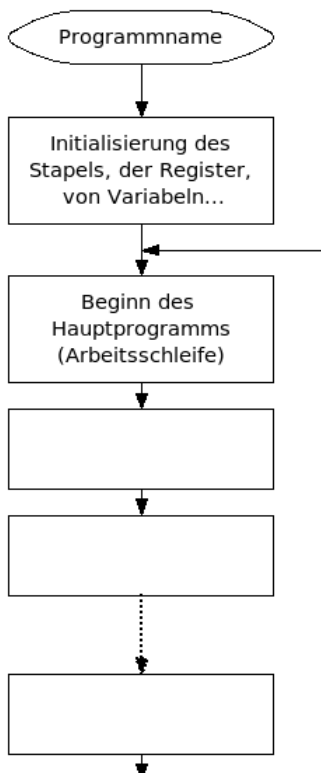 Programmname
Initialisierung des
Stapels, der Register,
von Variabeln...
Beginn des
Hauptprogramms
(Arbeitsschleife)